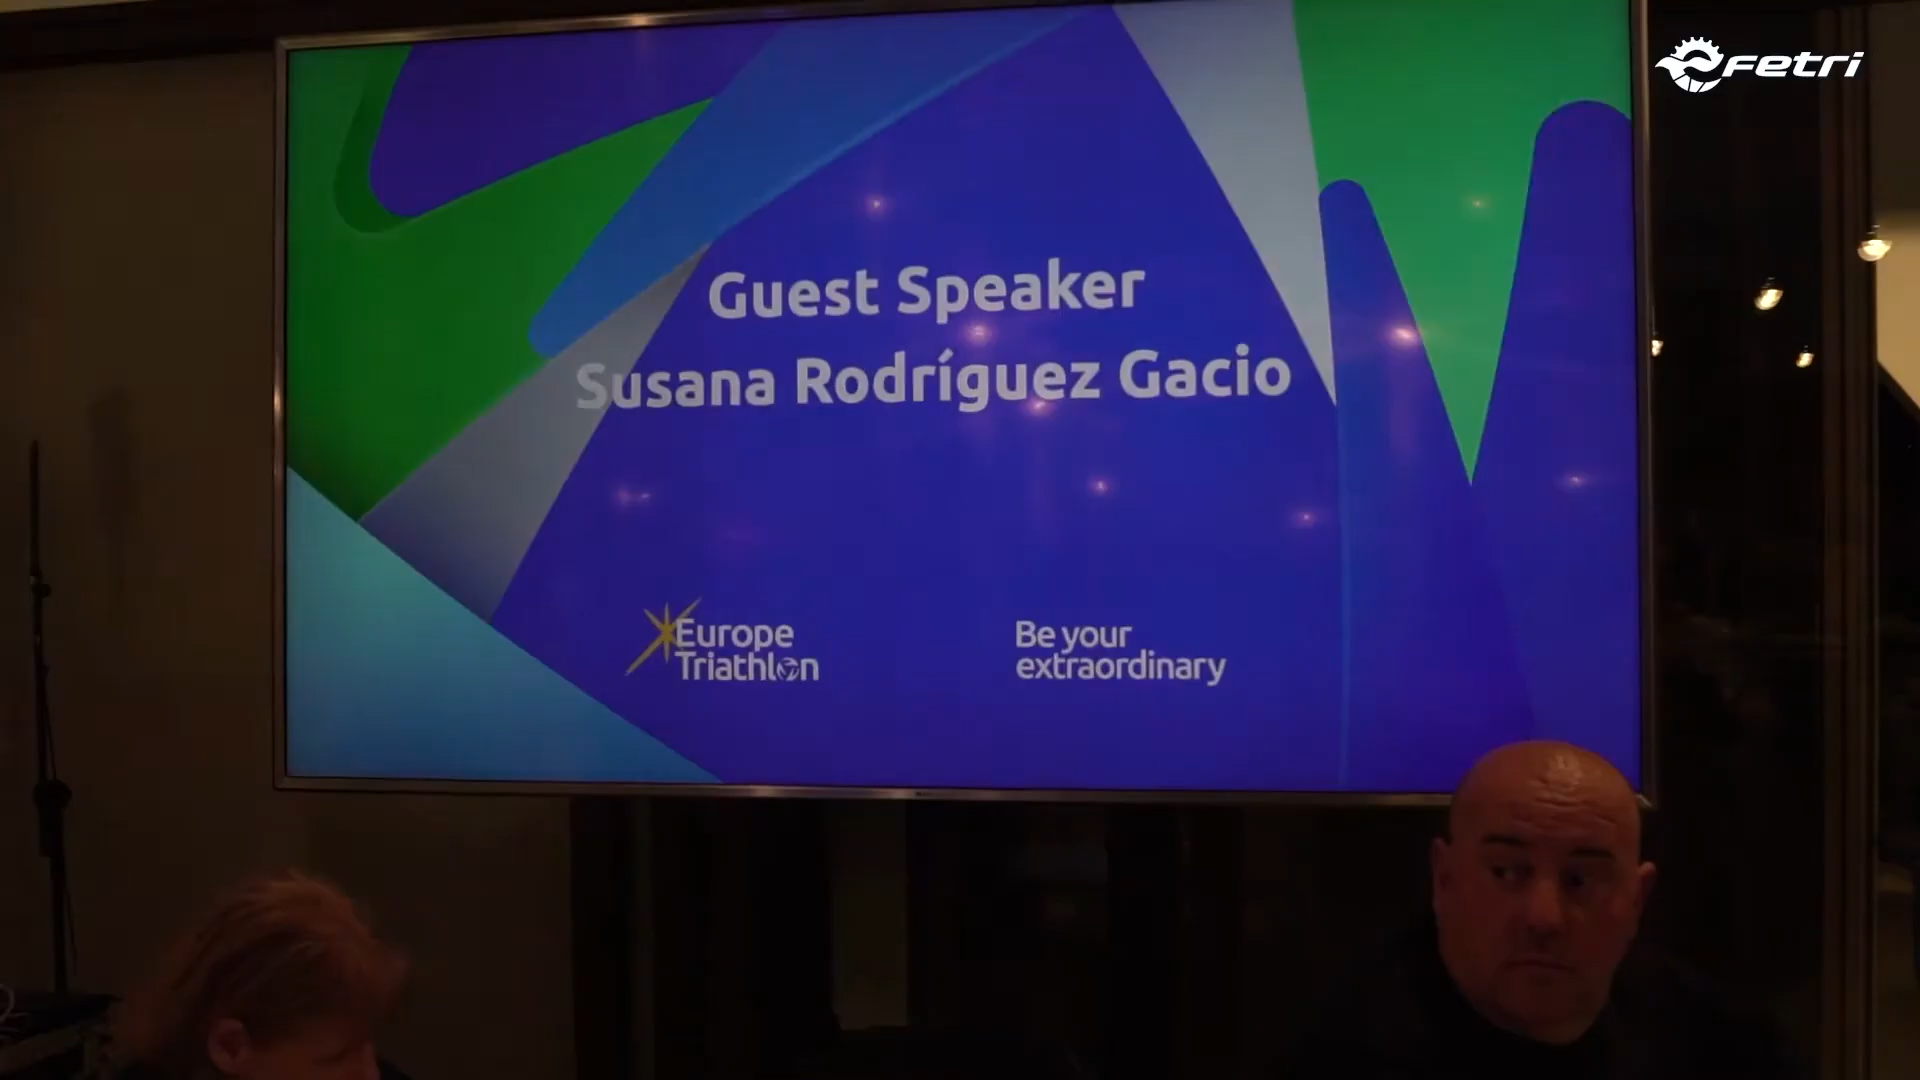 fetri
Guest Speaker
Susana Rodríguez Gacio
Europe
Triathlon
Be your
extraordinary